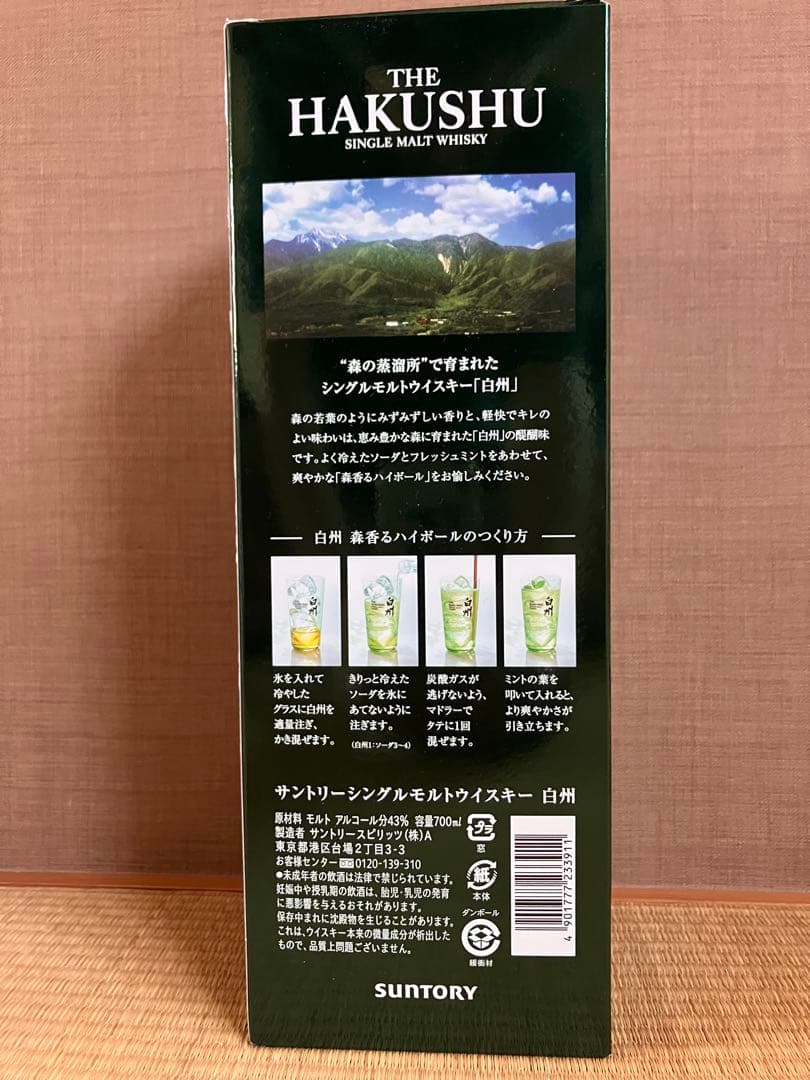 THE
HAKUSHU
SINGLE MALT WHISKY
“森の蒸溜所”で育まれた
シングルモルトウイスキー「白州」
森の若葉のようにみずみずしい香りと、軽快でキレの
よい味わいは、恵み豊かな森に育まれた「白州」の醍醐味
です。よく冷えたソーダとフレッシュミントをあわせて、
爽やかな「森香るハイボール」をお愉しみください。
白州 森香るハイボールのつくり方
白州
白州
白州
白州
氷を入れて
冷やした
グラスに白州を
適量注ぎ、
かき混ぜます。
きりっと冷えた
ソーダを氷に
あてないように
注ぎます。
(白州1:ソーダ3〜4)
炭酸ガスが
逃げないよう、
マドラーで
タテに1回
混ぜます。
ミントの葉を
叩いて入れると、
より爽やかさが
引き立ちます。
サントリーシングルモルトウイスキー 白州
原材料 モルト アルコール分43% 容量700ml
製造者 サントリースピリッツ(株)A
東京都港区台場2丁目3-3
お客様センター 0120-139-310
●未成年者の飲酒は法律で禁じられています。
妊娠中や授乳期の飲酒は、胎児・乳児の発育
に悪影響を与えるおそれがあります。
保存中まれに沈殿物を生じることがあります。
これは、ウイスキー本来の微量成分が析出した
もので、品質上問題ございません。
プラ
窓
紙
本体
ダンボール
緩衝材
4 901777 233911
SUNTORY